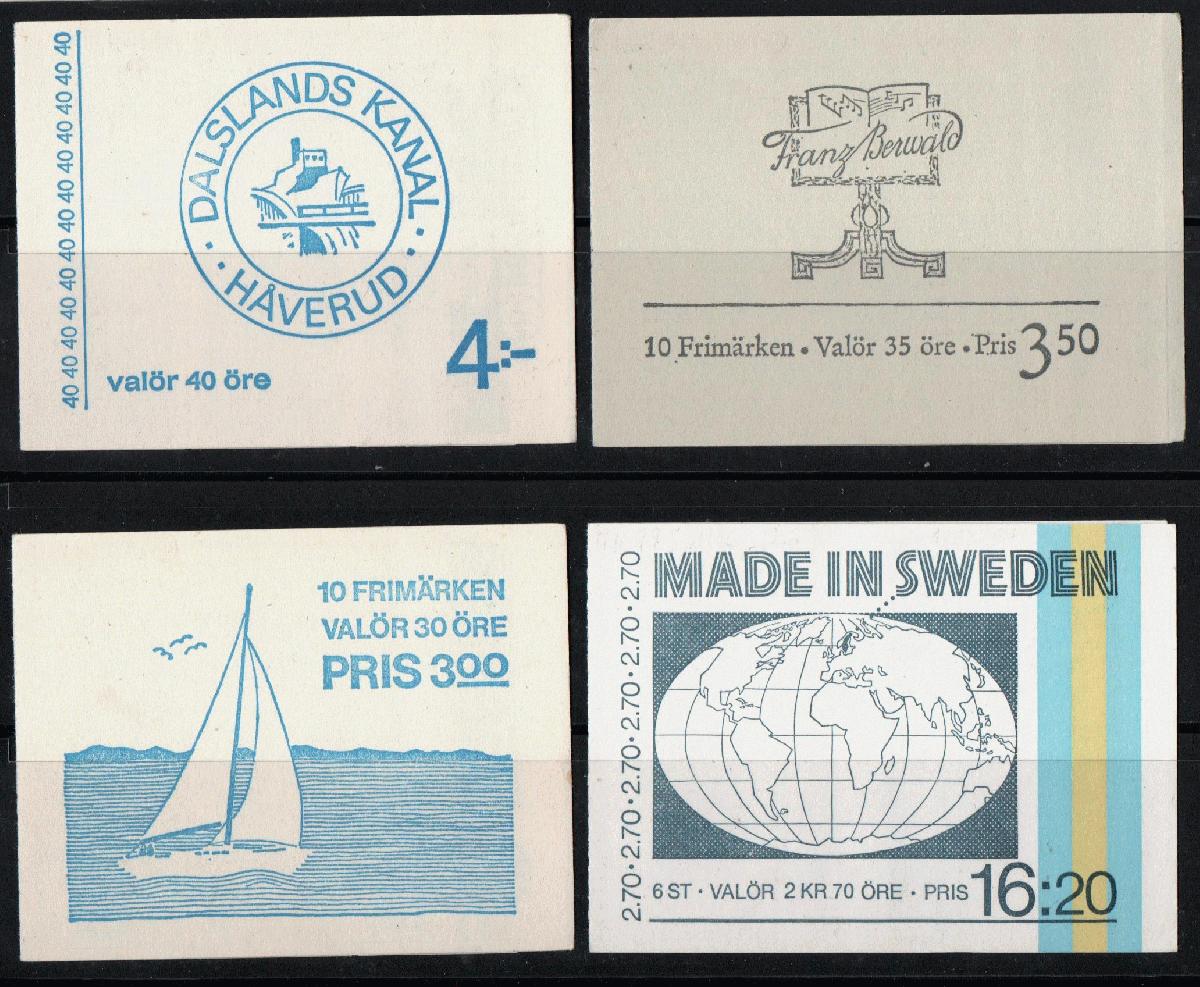 40 40 40 40 40 40 40 40 40 40 40 40
DALSLANDS KANAL
· HÅVERUD ·
valör 40 öre
4:-
Franz Berwald
10 Frimärken • Valör 35 öre • Pris 3 50
10 FRIMÄRKEN
VALÖR 30 ÖRE
PRIS 300
2.70 · 2.70 · 2.70 · 2.70 · 2.70 · 2.70
MADE IN SWEDEN
6 ST · VALÖR 2 KR 70 ÖRE · PRIS 16:20